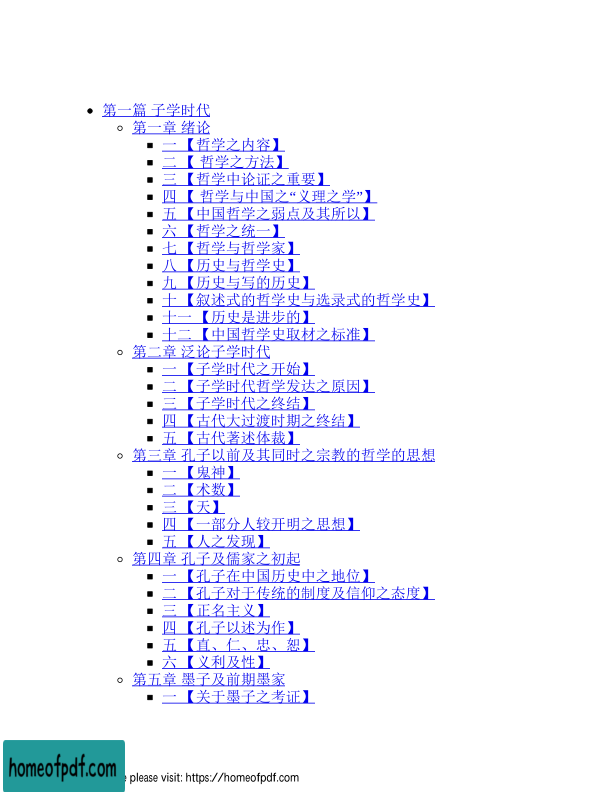 第一篇 子学时代
第一章 绪论
一 【哲学之内容】
二 【 哲学之方法】
三 【哲学中论证之重要】
四 【 哲学与中国之“义理之学”】
五 【中国哲学之弱点及其所以】
六 【哲学之统一】
七 【哲学与哲学家】
八 【历史与哲学史】
九 【历史与写的历史】
十 【叙述式的哲学史与选录式的哲学史】
十一 【历史是进步的】
十二 【中国哲学史取材之标准】
第二章 泛论子学时代
一 【子学时代之开始】
二 【子学时代哲学发达之原因】
三 【子学时代之终结】
四 【古代大过渡时期之终结】
五 【古代著述体裁】
第三章 孔子以前及其同时之宗教的哲学的思想
一 【鬼神】
二 【术数】
三 【天】
四 【一部分人较开明之思想】
五 【人之发现】
第四章 孔子及儒家之初起
一 【孔子在中国历史中之地位】
二 【孔子对于传统的制度及信仰之态度】
三 【正名主义】
四 【孔子以述为作】
五 【直、仁、忠、恕】
六 【义利及性】
第五章 墨子及前期墨家
一 【关于墨子之考证】
homeofpdf.com
please visit: https://homeofpdf.com